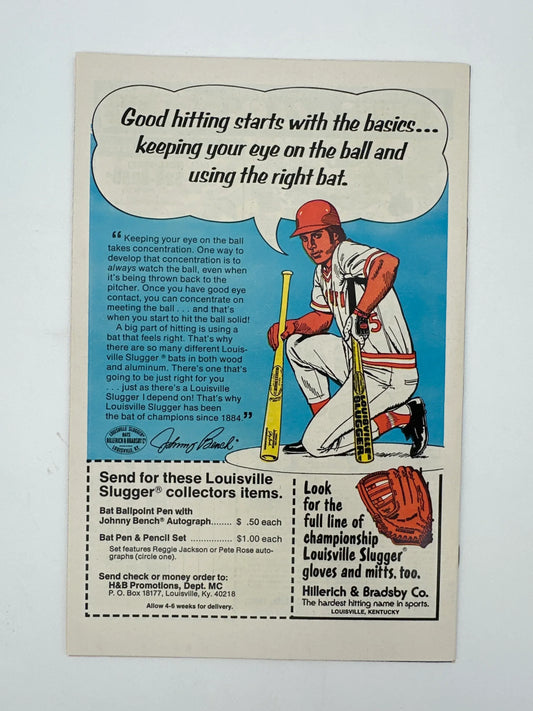 Good hitting starts with the basics...
keeping your eye on the ball and
using the right bat.
“Keeping your eye on the ball
takes concentration. One way to
develop that concentration is to
always watch the ball, even when
it's being thrown back to the
pitcher. Once you have good eye
contact, you can concentrate on
meeting the ball . . . and that's
when you start to hit the ball solid!
A big part of hitting is using a
bat that feels right. That's why
there are so many different Louis-
ville Slugger® bats in both wood
and aluminum. There's one that's
going to be just right for you
. . . just as there's a Louisville
Slugger I depend on! That's why
Louisville Slugger has been
the bat of champions since 1884.”
LOUISVILLE SLUGGER
BATS
HILLERICH & BRADSBY Co
LOUISVILLE, KY.
Johnny Bench
5
LOUISVILLE
SLUGGER
Send for these Louisville
Slugger® collectors items.
Bat Ballpoint Pen with
Johnny Bench Autograph....... $ .50 each
Bat Pen & Pencil Set ............. $1.00 each
Set features Reggie Jackson or Pete Rose auto-
graphs (circle one).
Send check or money order to:
H&B Promotions, Dept. MC
P. O. Box 18177, Louisville, Ky. 40218
Allow 4-6 weeks for delivery.
Look
for the
full line of
championship
Louisville Slugger®
gloves and mitts, too.
Hillerich & Bradsby Co.
The hardest hitting name in sports.
LOUISVILLE, KENTUCKY